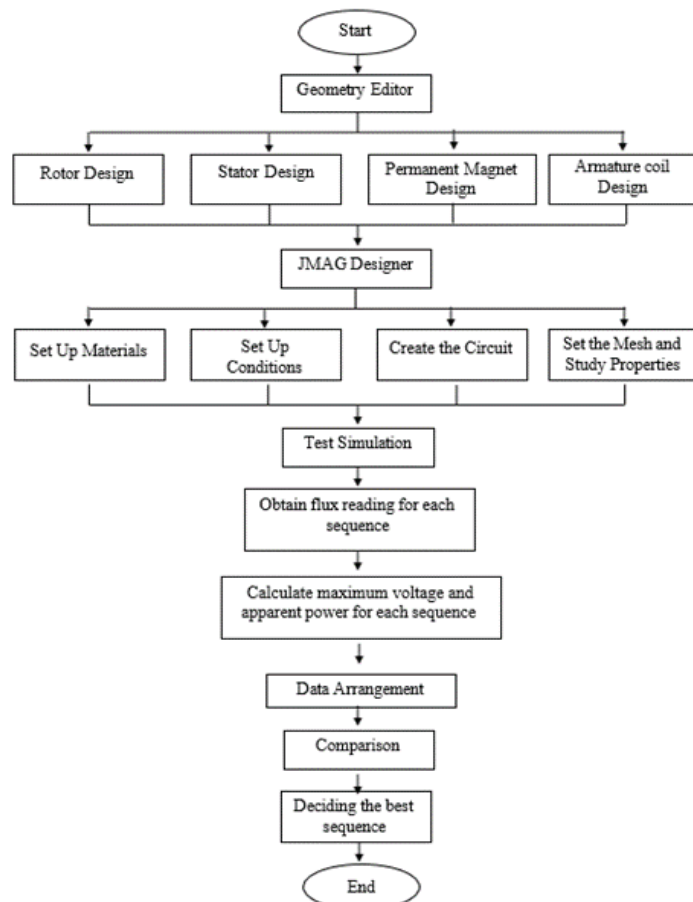 Start
Geometry Editor
Rotor Design
Stator Design
Permanent Magnet
Design
Armature coil
Design
JMAG Designer
Set Up Materials
Set Up
Conditions
Create the Circuit
Set the Mesh and
Study Properties
Test Simulation
Obtain flux reading for each
sequence
Calculate maximum voltage and
apparent power for each sequence
Data Arrangement
Comparison
Deciding the best
sequence
End